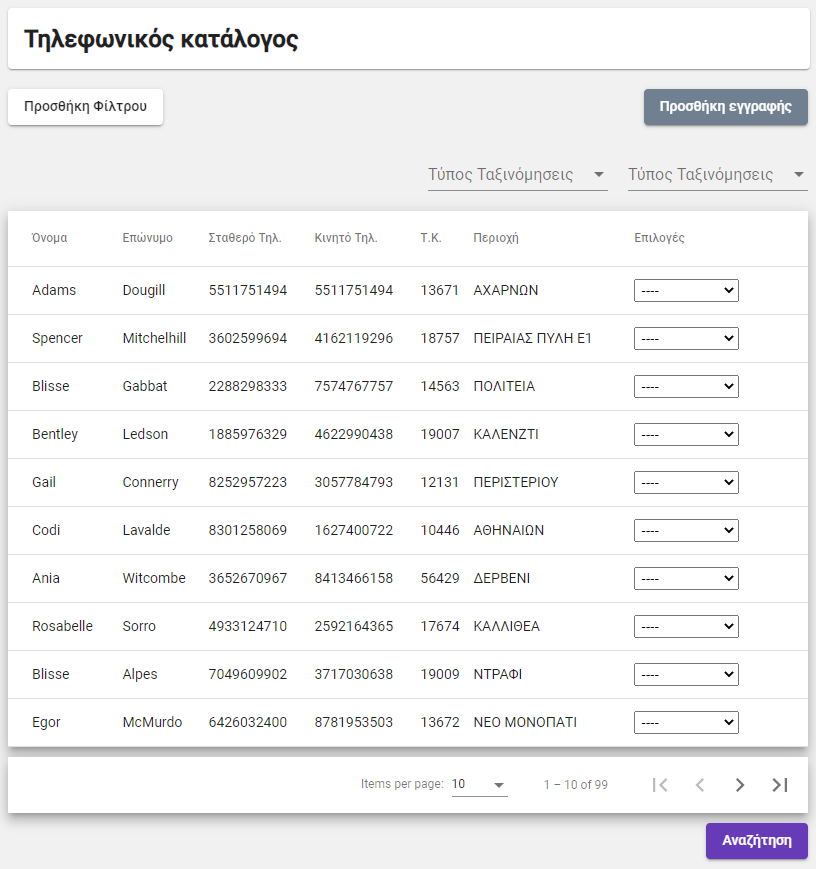 Τηλεφωνικός κατάλογος
Προσθήκη Φίλτρου Προσθήκη εγγραφής
Τύπος Ταξινόμησεις Τύπος Ταξινόμησεις
Όνομα Επώνυμο Σταθερό Τηλ. Κινητό Τηλ. Τ.Κ. Περιοχή Επιλογές
Adams Dougill 5511751494 5511751494 13671 ΑΧΑΡΝΩΝ ----
Spencer Mitchelhill 3602599694 4162119296 18757 ΠΕΙΡΑΙΑΣ ΠΥΛΗ Ε1 ----
Blisse Gabbat 2288298333 7574767757 14563 ΠΟΛΙΤΕΙΑ ----
Bentley Ledson 1885976329 4622990438 19007 ΚΑΛΕΝΖΤΙ ----
Gail Connerry 8252957223 3057784793 12131 ΠΕΡΙΣΤΕΡΙΟΥ ----
Codi Lavalde 8301258069 1627400722 10446 ΑΘΗΝΑΙΩΝ ----
Ania Witcombe 3652670967 8413466158 56429 ΔΕΡΒΕΝΙ ----
Rosabelle Sorro 4933124710 2592164365 17674 ΚΑΛΛΙΘΕΑ ----
Blisse Alpes 7049609902 3717030638 19009 ΝΤΡΑΦΙ ----
Egor McMurdo 6426032400 8781953503 13672 ΝΕΟ ΜΟΝΟΠΑΤΙ ----
Items per page: 10 1 – 10 of 99
Αναζήτηση